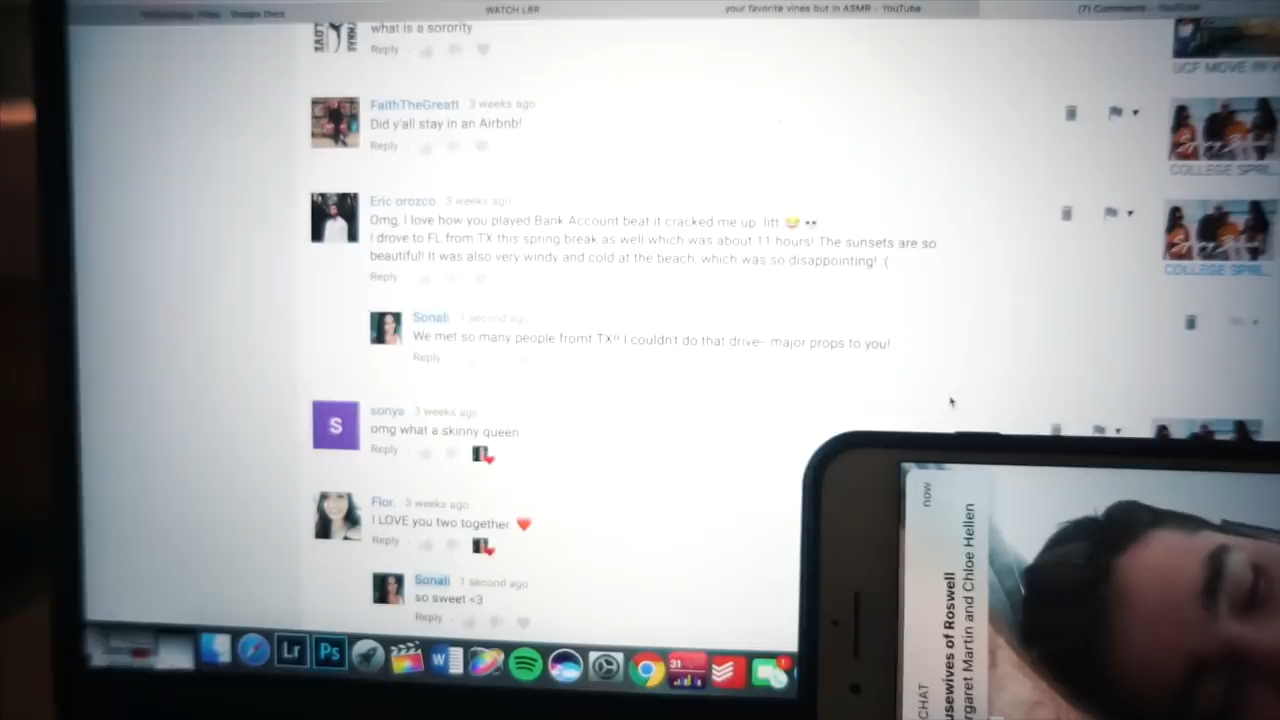 WATCH LBR
your favorite vines but in ASMR - YouTube
(7) Comments - YouTube
what is a sorority
Reply
UCF MOVE IN
FaithTheGreatt 3 weeks ago
Did y'all stay in an Airbnb!
Reply
COLLEGE SPRI...
Eric orozco 3 weeks ago
Omg, I love how you played Bank Account beat it cracked me up litt 😂 💀
I drove to FL from TX this spring break as well which was about 11 hours! The sunsets are so
beautiful! It was also very windy and cold at the beach, which was so disappointing! :(
Reply
COLLEGE SPRI...
Sonali 1 second ago
We met so many people fromt TX!! I couldn't do that drive- major props to you!
Reply
S
sonya 3 weeks ago
omg what a skinny queen
Reply
Flor. 3 weeks ago
I LOVE you two together ❤️
Reply
Sonali 1 second ago
so sweet <3
Reply
Lr
Ps
W
31
1
CHAT
now
usewives of Roswell
rgaret Martin and Chloe Hellen